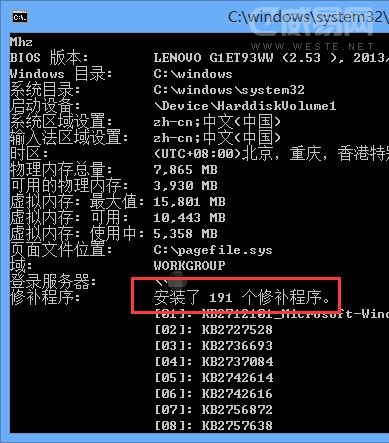 C:\windows\system32\
威易网
WWW.WESTE.NET
Mhz
BIOS 版本: LENOVO G1ET93WW (2.53 ), 2013/
Windows 目录: C:\windows
系统目录: C:\windows\system32
启动设备: \Device\HarddiskVolume1
系统区域设置: zh-cn;中文(中国)
输入法区域设置: zh-cn;中文(中国)
时区: (UTC+08:00)北京，重庆，香港特别
物理内存总量: 7,865 MB
可用的物理内存: 3,930 MB
虚拟内存: 最大值: 15,801 MB
虚拟内存: 可用: 10,443 MB
虚拟内存: 使用中: 5,358 MB
页面文件位置: C:\pagefile.sys
域: WORKGROUP
登录服务器: \\
修补程序: 安装了 191 个修补程序。
[01]: KB2712101_Microsoft-Wind
[02]: KB2727528
[03]: KB2736693
[04]: KB2737084
[05]: KB2742614
[06]: KB2742616
[07]: KB2756872
[08]: KB2757638